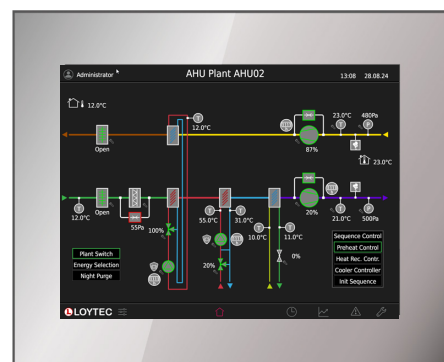 Administrator
AHU Plant AHU02
13:08 28.08.24
12.0°C
T
12.0°C
23.0°C
T
480Pa
P
Open
87%
23.0°C
T
12.0°C
Open
55Pa
100%
T
55.0°C
T
31.0°C
T
10.0°C
T
11.0°C
20%
T
21.0°C
P
500Pa
20%
0%
Plant Switch
Energy Selection
Night Purge
Sequence Control
Preheat Control
Heat Rec. Contr.
Cooler Controller
Init Sequence
LOYTEC